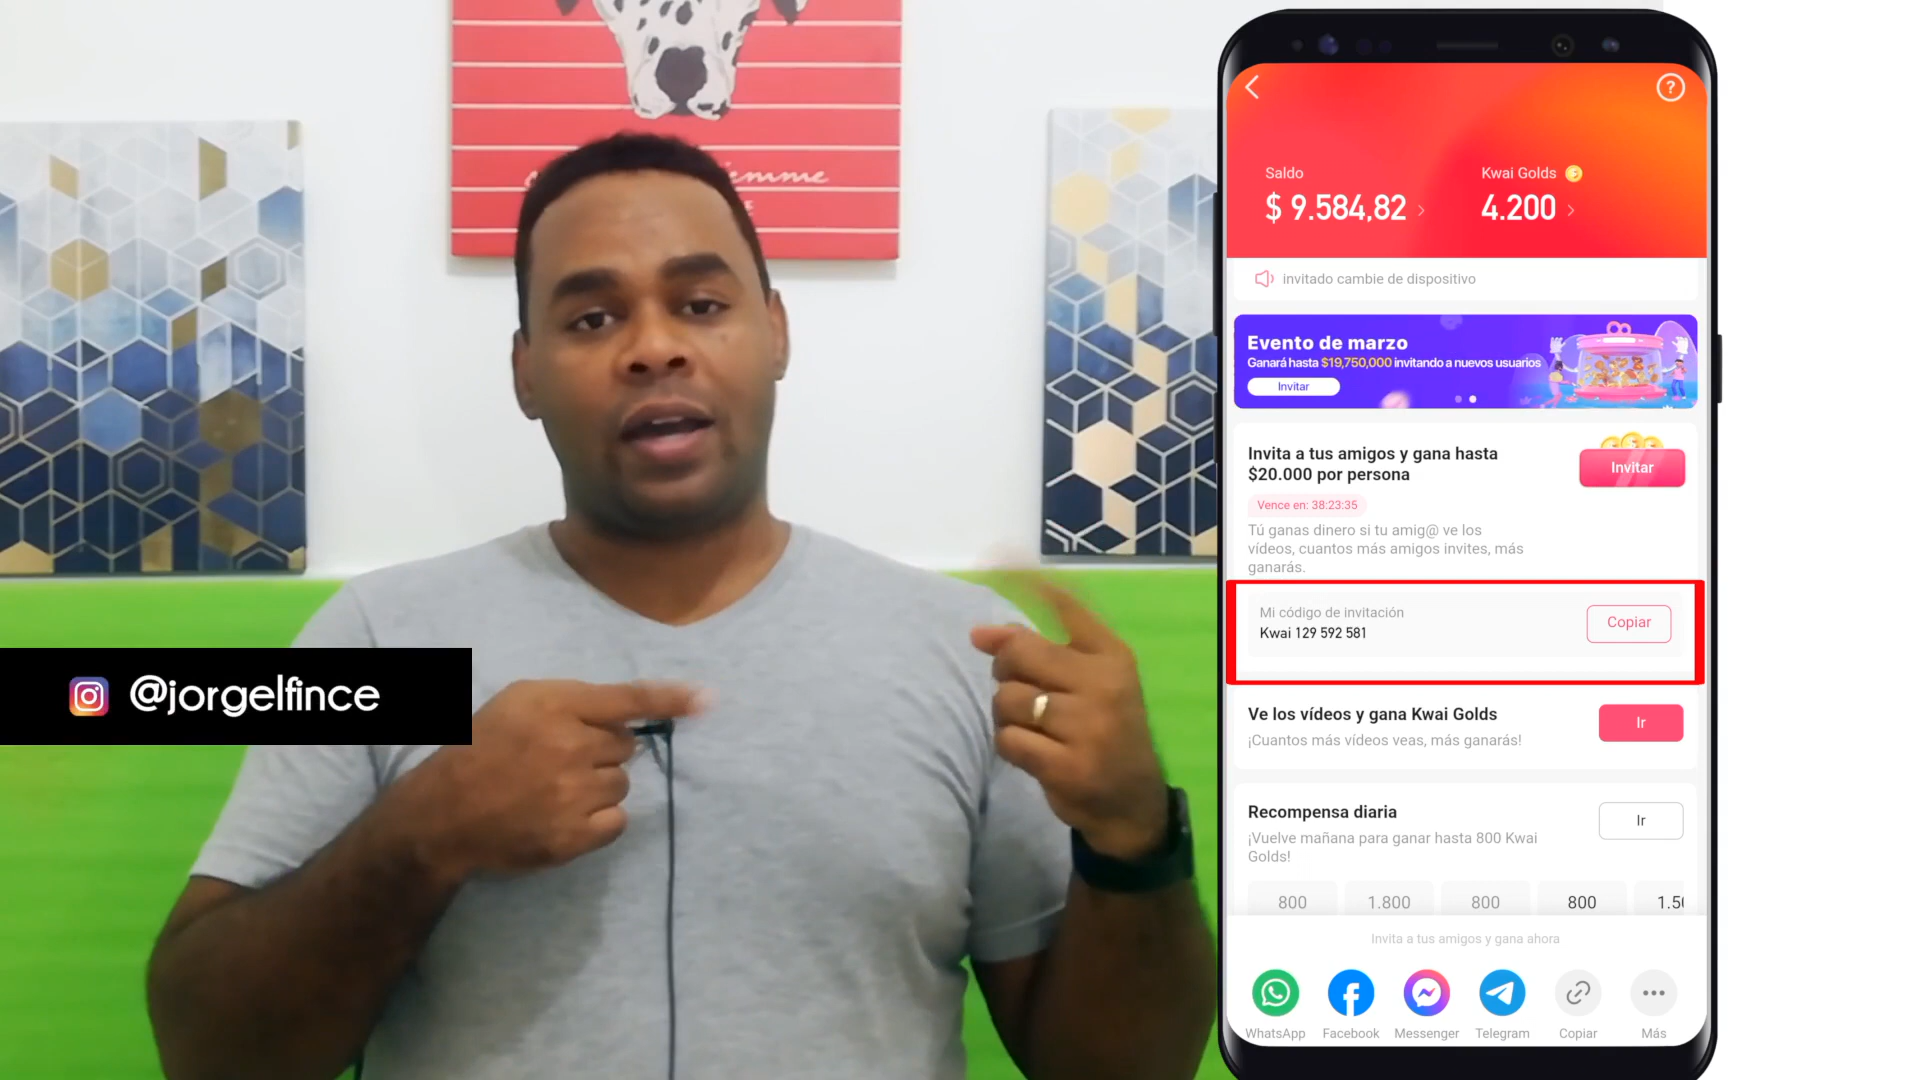 emme
@jorgelfince
?
Saldo
Kwai Golds
$ 9.584,82
4.200
invitado cambie de dispositivo
Evento de marzo
Ganará hasta $19,750,000 invitando a nuevos usuarios
Invitar
Invita a tus amigos y gana hasta
$20.000 por persona
Invitar
Vence en: 38:23:35
Tú ganas dinero si tu amig@ ve los
vídeos, cuantos más amigos invites, más
ganarás.
Mi código de invitación
Kwai 129 592 581
Copiar
Ve los vídeos y gana Kwai Golds
¡Cuantos más vídeos veas, más ganarás!
Ir
Recompensa diaria
¡Vuelve mañana para ganar hasta 800 Kwai
Golds!
Ir
800 1.800 800 800 1.50
Invita a tus amigos y gana ahora
WhatsApp Facebook Messenger Telegram Copiar Más